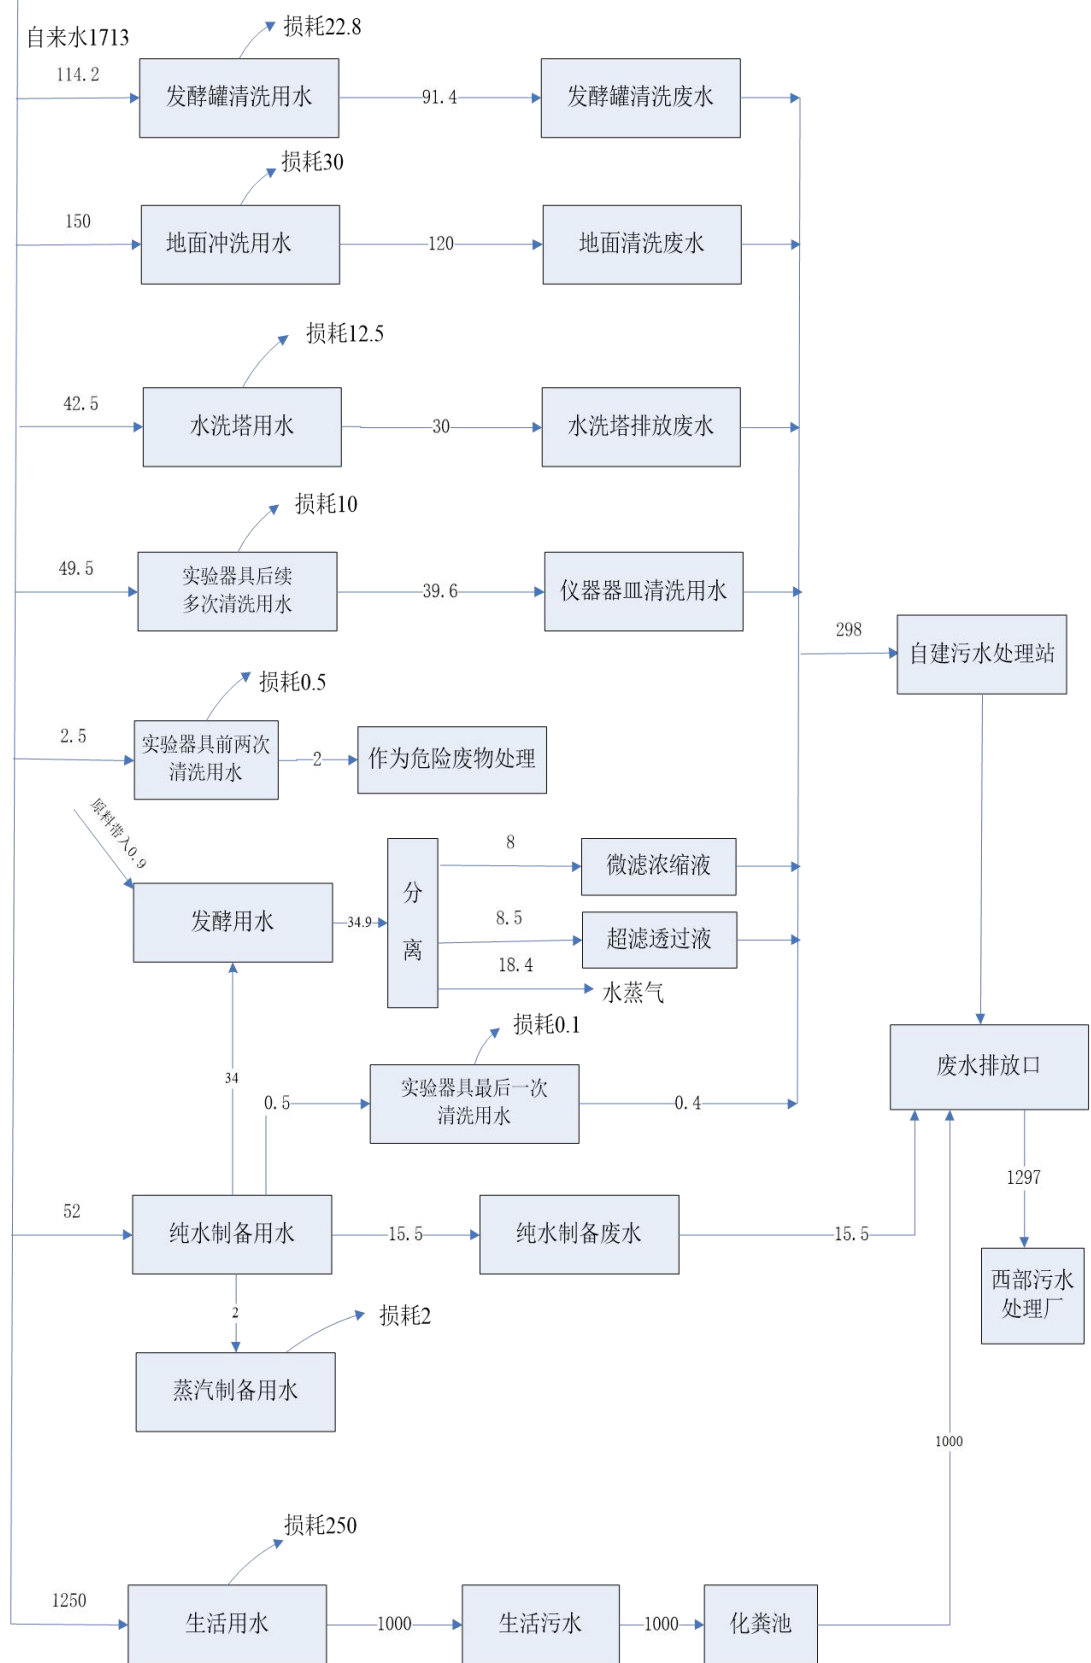 自来水1713
损耗22.8
114.2
发酵罐清洗用水
91.4
发酵罐清洗废水
损耗30
150
地面冲洗用水
120
地面清洗废水
损耗12.5
42.5
水洗塔用水
30
水洗塔排放废水
损耗10
49.5
实验器具后续
多次清洗用水
39.6
仪器器皿清洗用水
298
自建污水处理站
损耗0.5
2.5
实验器具前两次
清洗用水
2
作为危险废物处理
原料带入0.9
发酵用水
34.9
分
离
8
微滤浓缩液
8.5
超滤透过液
18.4
水蒸气
损耗0.1
34
0.5
实验器具最后一次
清洗用水
0.4
废水排放口
1297
西部污水
处理厂
52
纯水制备用水
15.5
纯水制备废水
15.5
2
损耗2
蒸汽制备用水
1000
损耗250
1250
生活用水
1000
生活污水
1000
化粪池